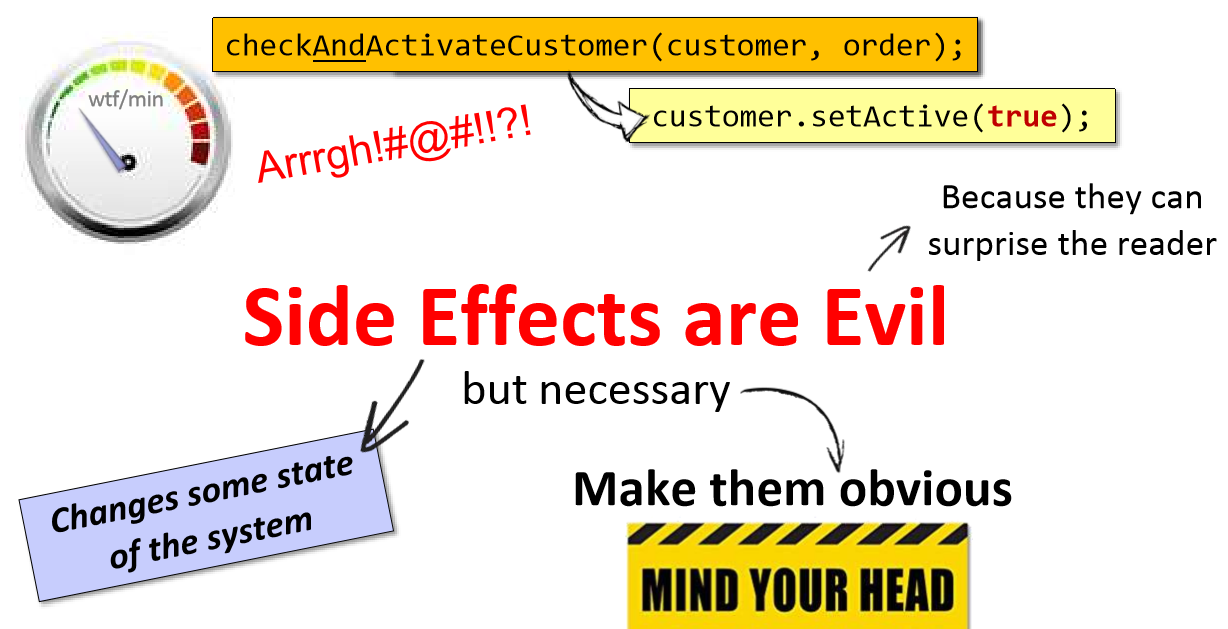 checkAndActivateCustomer(customer, order);
wtf/min
customer.setActive(true);
Arrrgh!#@#!!?!
Because they can
surprise the reader
Side Effects are Evil
but necessary
Changes some state
of the system
Make them obvious
MIND YOUR HEAD